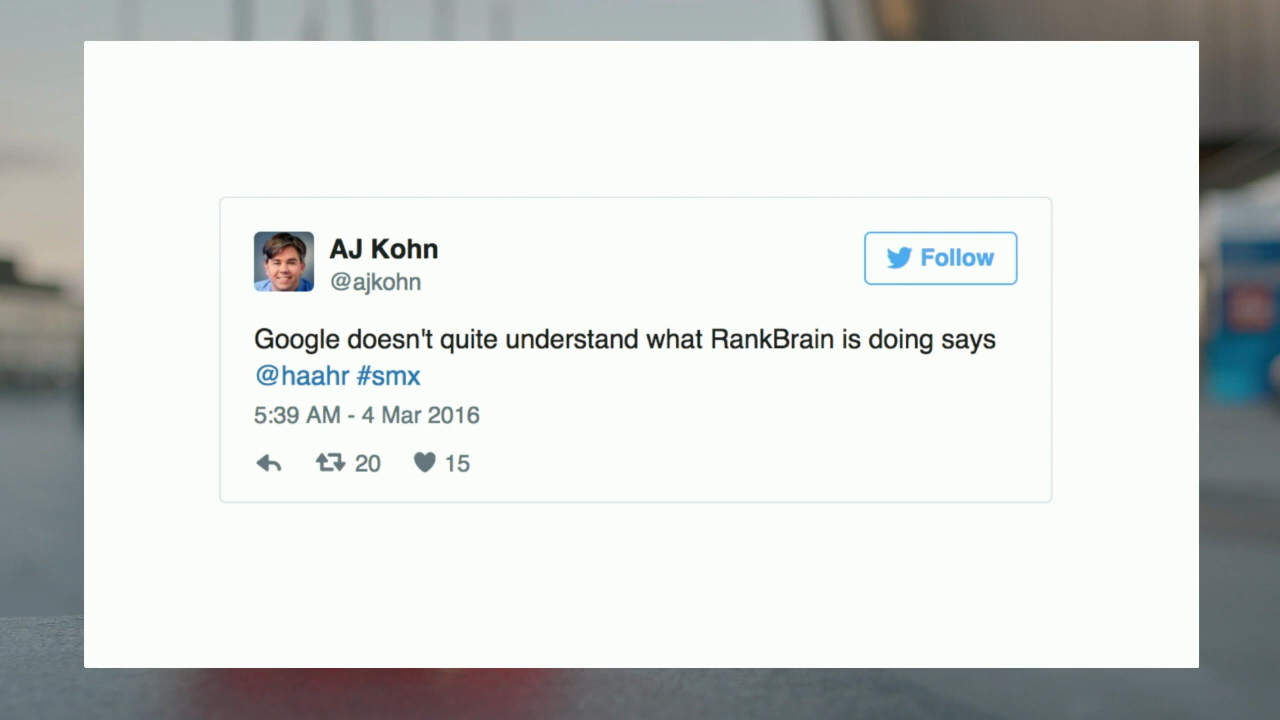 AJ Kohn
@ajkohn
Follow
Google doesn't quite understand what RankBrain is doing says
@haahr #smx
5:39 AM - 4 Mar 2016
20 15